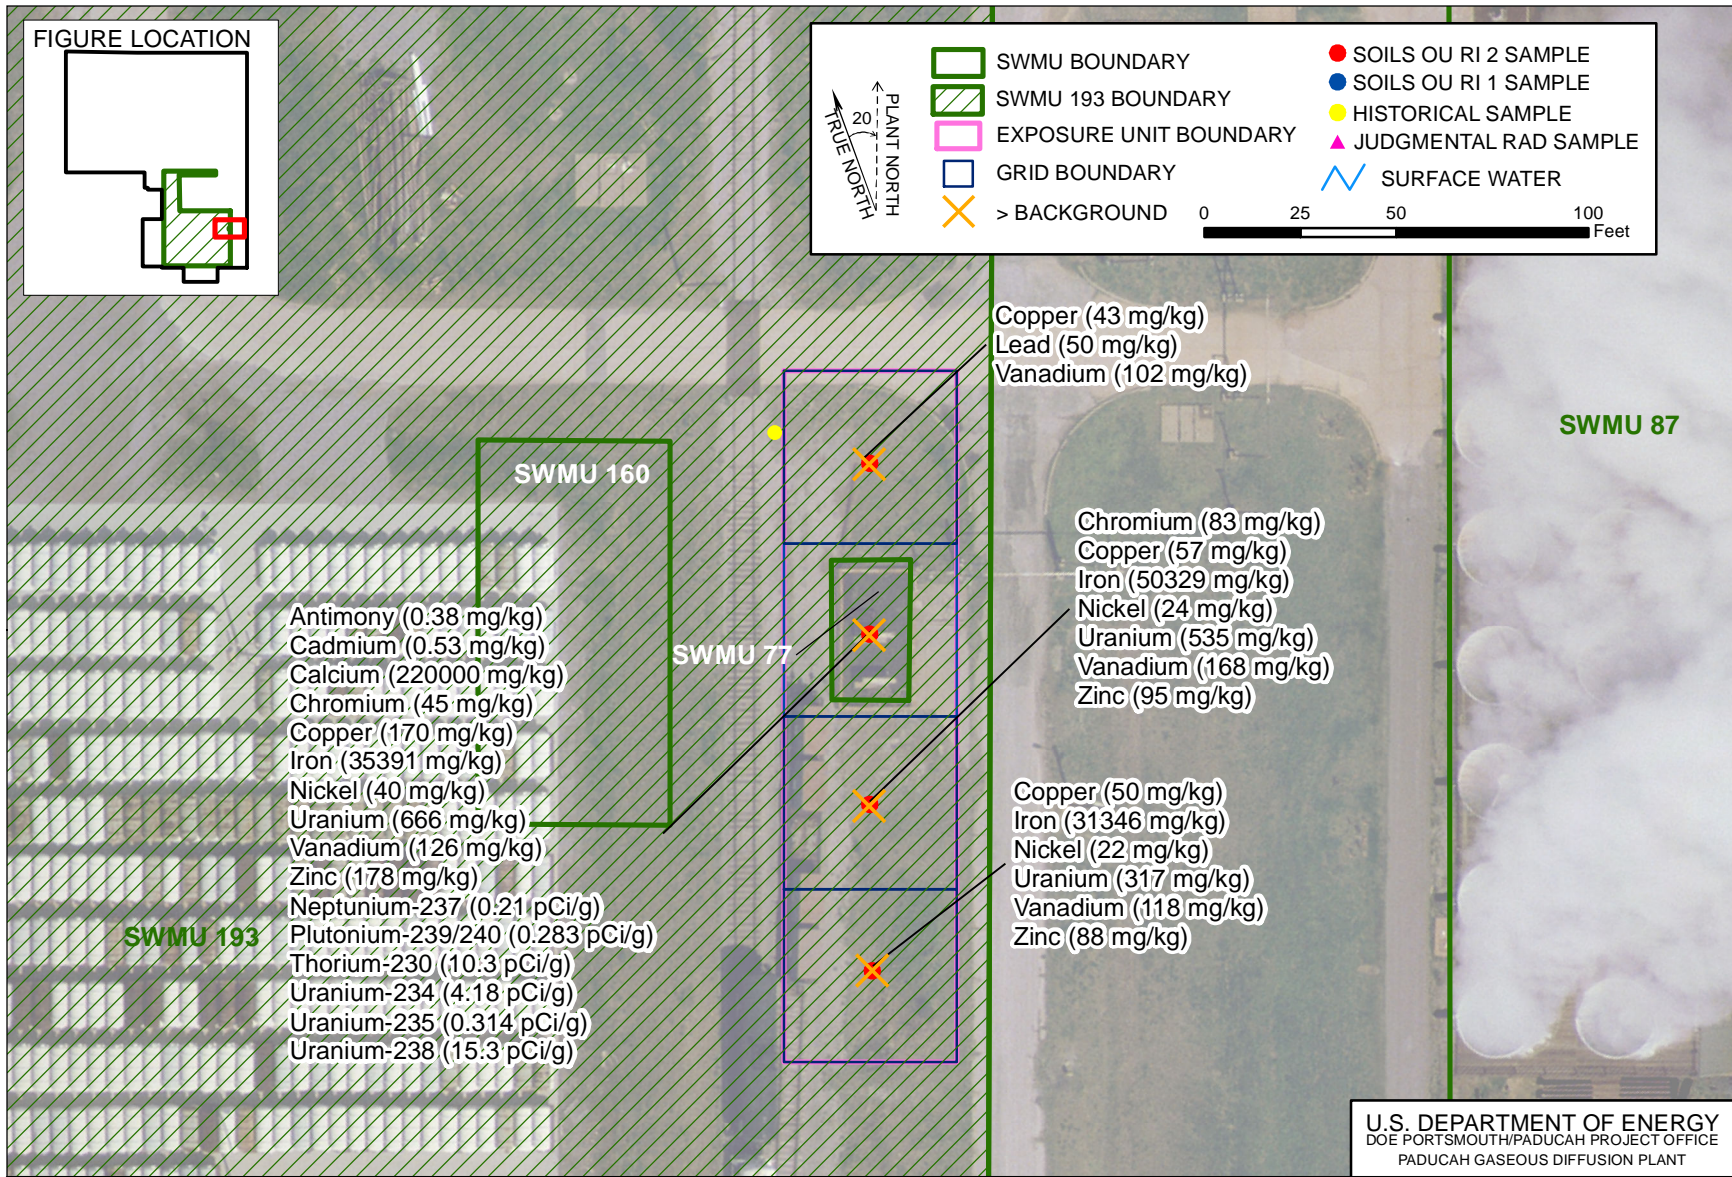 FIGURE LOCATION
20
TRUE NORTH
PLANT NORTH
SWMU BOUNDARY
SWMU 193 BOUNDARY
EXPOSURE UNIT BOUNDARY
GRID BOUNDARY
> BACKGROUND
SOILS OU RI 2 SAMPLE
SOILS OU RI 1 SAMPLE
HISTORICAL SAMPLE
JUDGMENTAL RAD SAMPLE
SURFACE WATER
0 25 50 100
Feet
Copper (43 mg/kg)
Lead (50 mg/kg)
Vanadium (102 mg/kg)
SWMU 87
SWMU 160
Chromium (83 mg/kg)
Copper (57 mg/kg)
Iron (50329 mg/kg)
Nickel (24 mg/kg)
Uranium (535 mg/kg)
Vanadium (168 mg/kg)
Zinc (95 mg/kg)
SWMU 77
Antimony (0.38 mg/kg)
Cadmium (0.53 mg/kg)
Calcium (220000 mg/kg)
Chromium (45 mg/kg)
Copper (170 mg/kg)
Iron (35391 mg/kg)
Nickel (40 mg/kg)
Uranium (666 mg/kg)
Vanadium (126 mg/kg)
Zinc (178 mg/kg)
Neptunium-237 (0.21 pCi/g)
Plutonium-239/240 (0.283 pCi/g)
Thorium-230 (10.3 pCi/g)
Uranium-234 (4.18 pCi/g)
Uranium-235 (0.314 pCi/g)
Uranium-238 (15.3 pCi/g)
SWMU 193
Copper (50 mg/kg)
Iron (31346 mg/kg)
Nickel (22 mg/kg)
Uranium (317 mg/kg)
Vanadium (118 mg/kg)
Zinc (88 mg/kg)
U.S. DEPARTMENT OF ENERGY
DOE PORTSMOUTH/PADUCAH PROJECT OFFICE
PADUCAH GASEOUS DIFFUSION PLANT